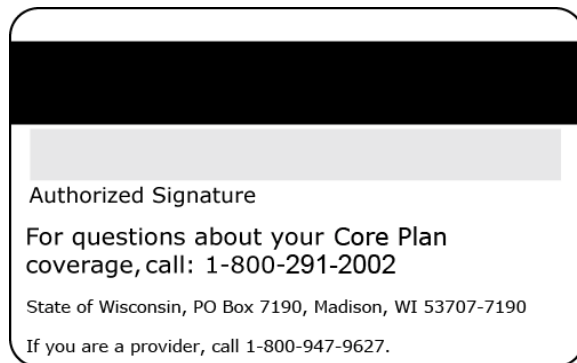 Authorized Signature
For questions about your Core Plan
coverage, call: 1-800-291-2002
State of Wisconsin, PO Box 7190, Madison, WI 53707-7190
If you are a provider, call 1-800-947-9627.